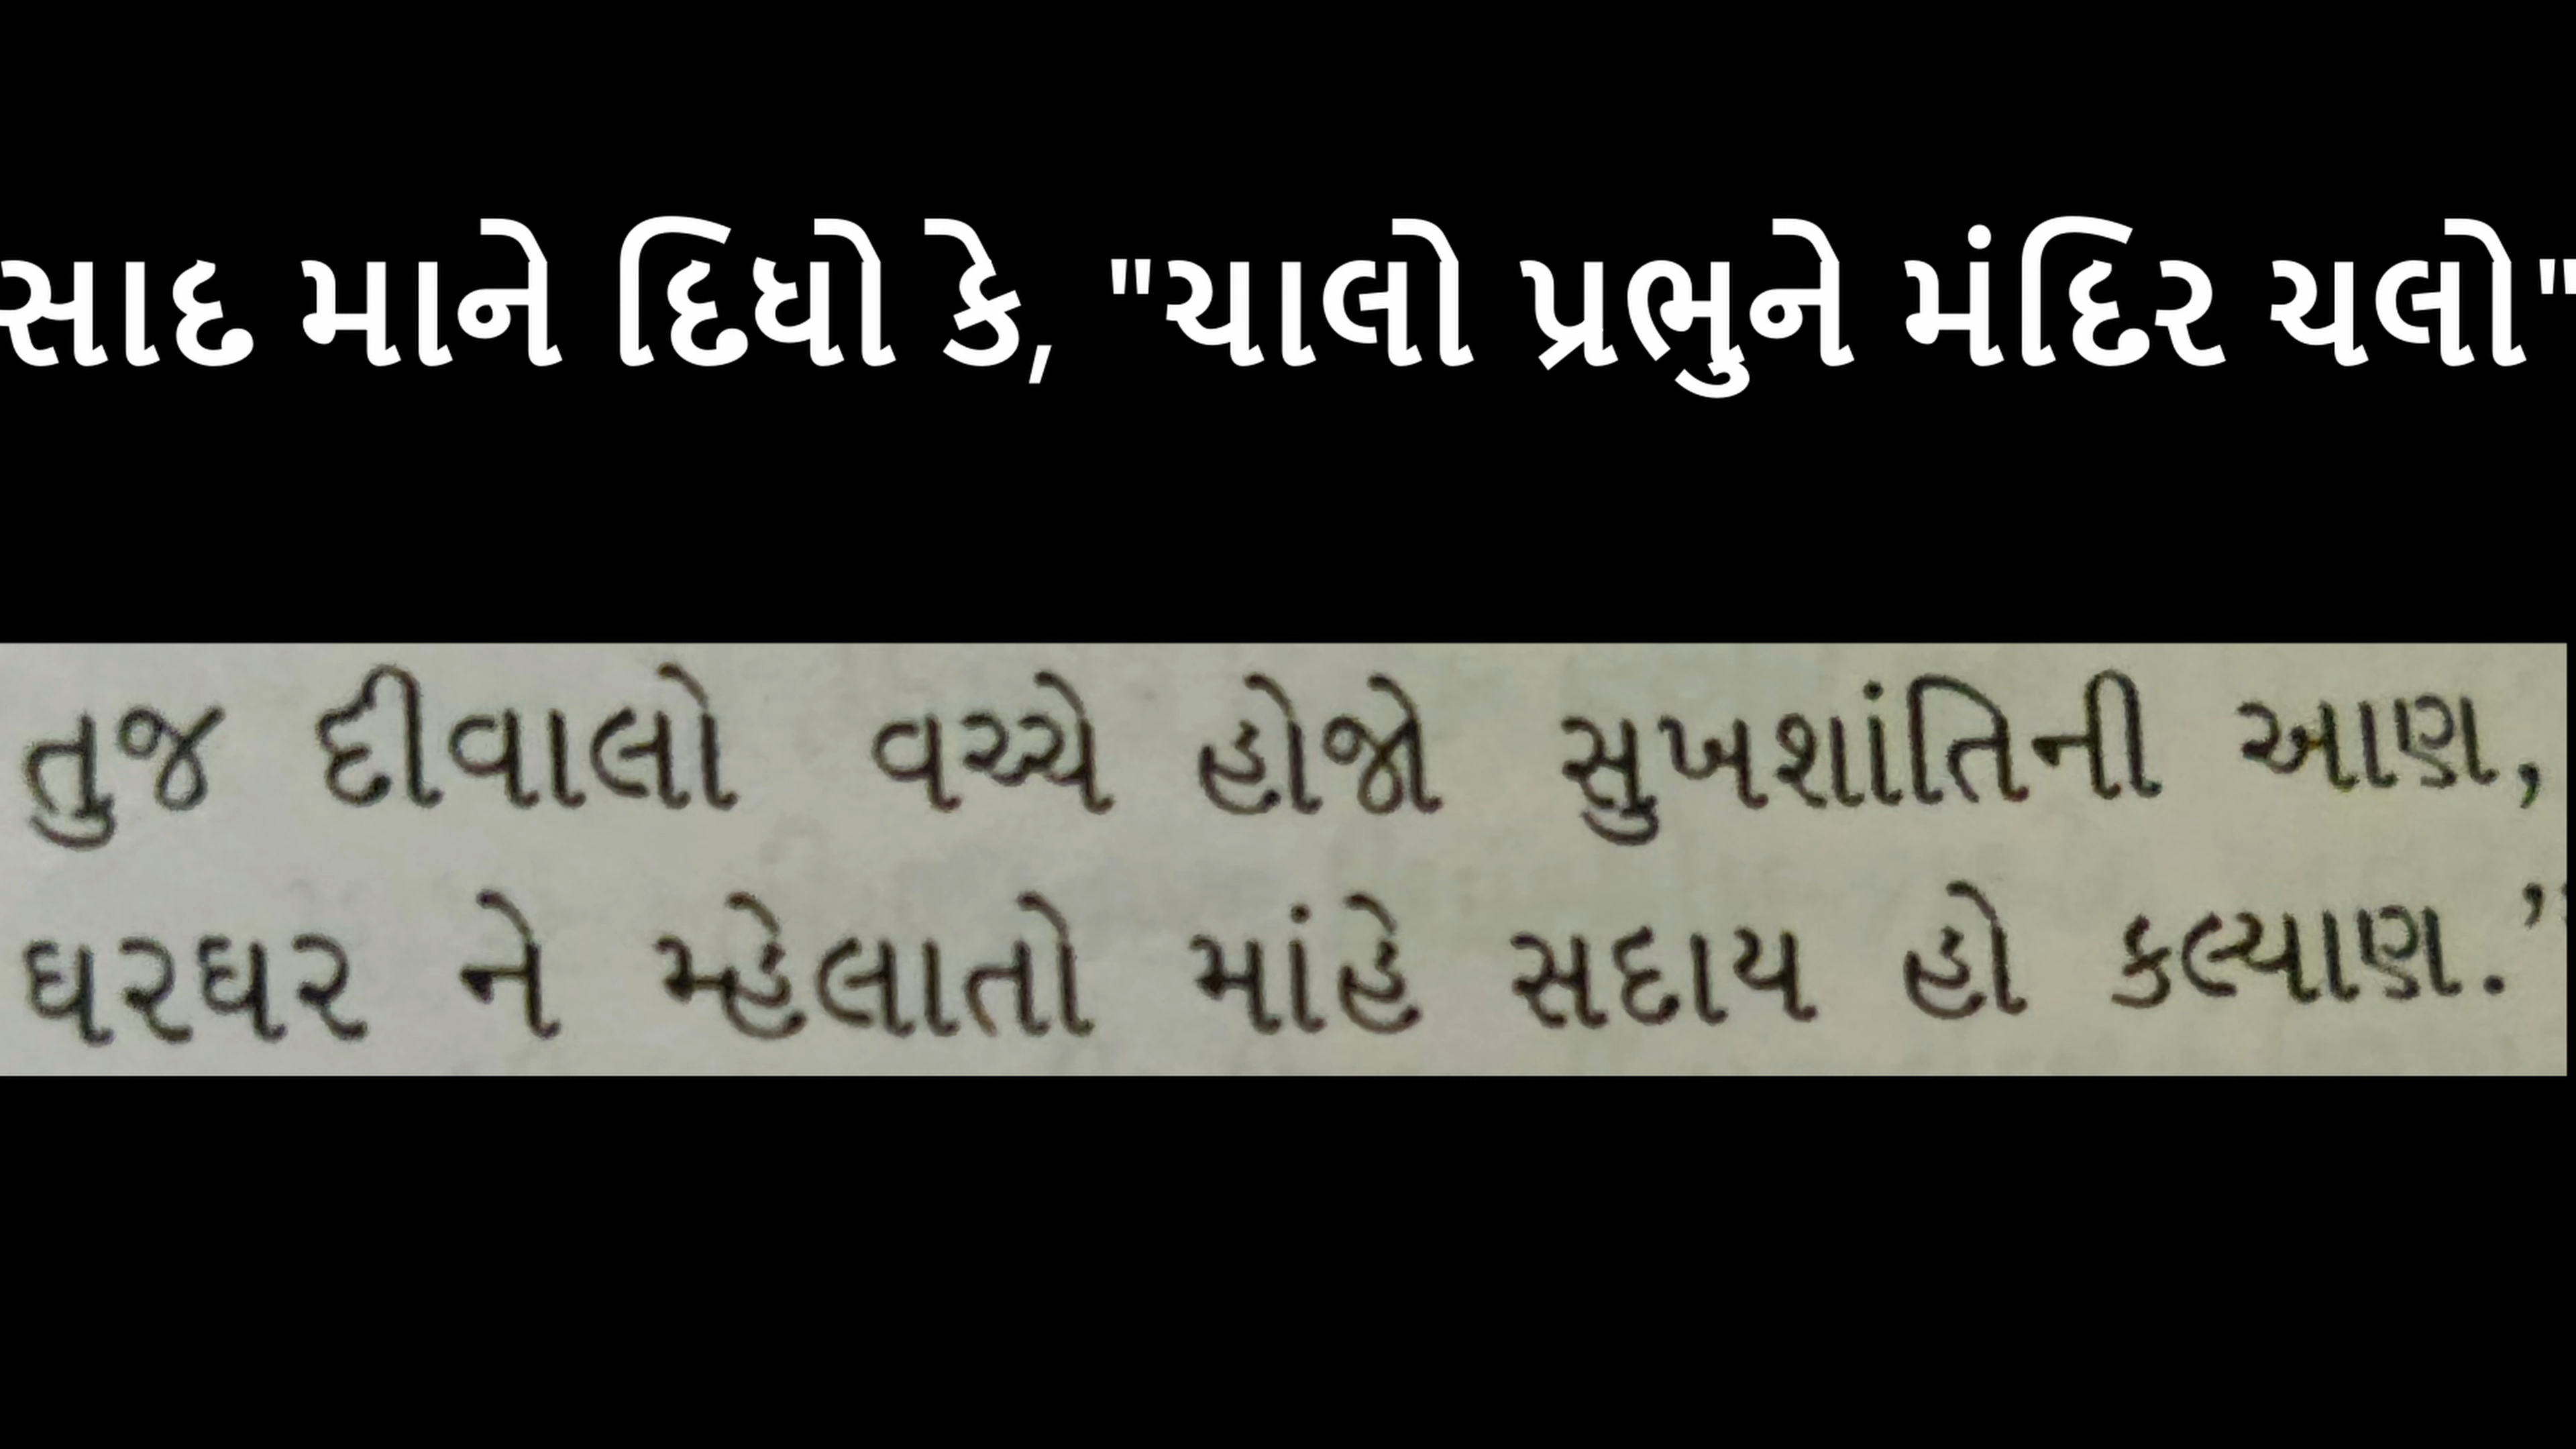 સાદ માને દિધો કે, "ચાલો પ્રભુને મંદિર ચલો"
તુજ દીવાલો વચ્ચે હોજો સુખશાંતિની આણ,
ઘરઘર ને મ્હેલાતો માંહે સદાય હો કલ્યાણ.’